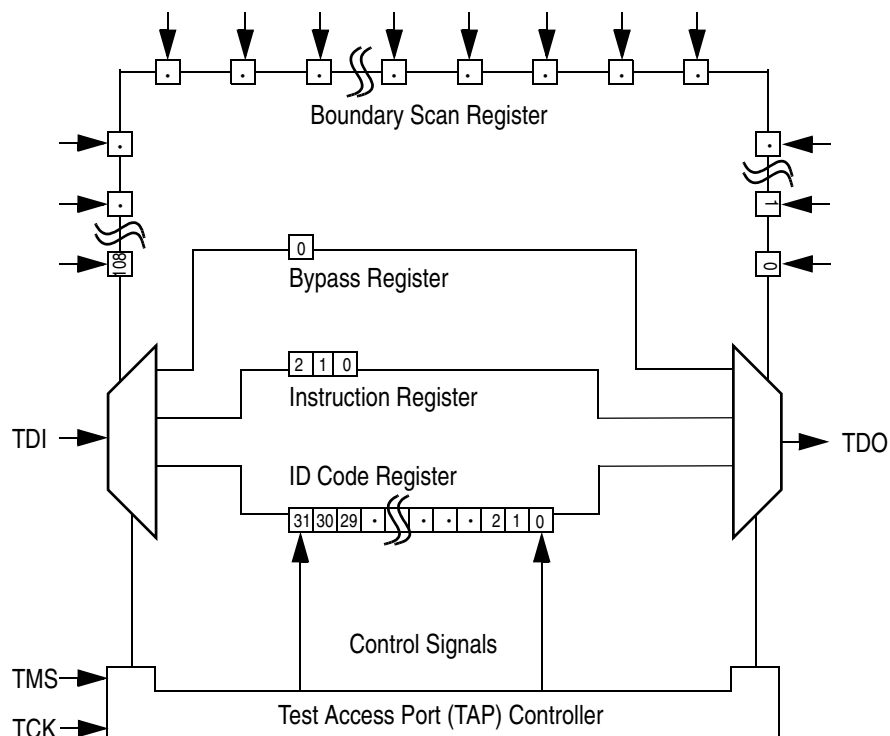 Boundary Scan Register
1
108
0
0
Bypass Register
2 1 0
Instruction Register
TDI
TDO
ID Code Register
31 30 29 · · · · 2 1 0
Control Signals
TMS
Test Access Port (TAP) Controller
TCK